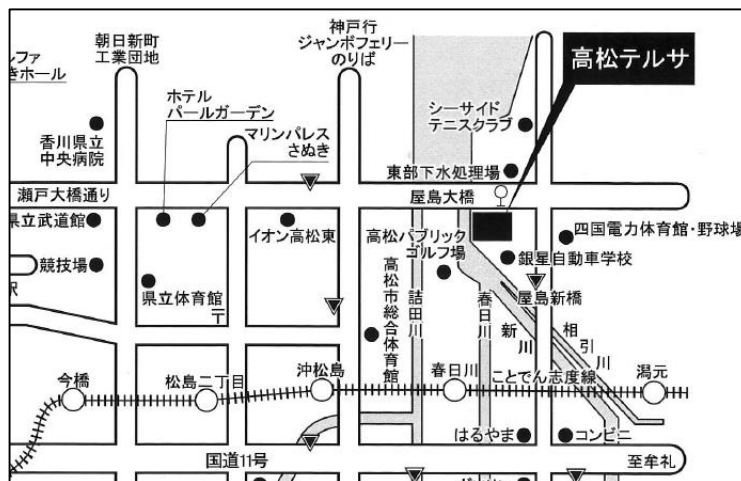 朝日新町
工業団地
神戸行
ジャンボフェリー
のりば
高松テルサ
ルファ
きホール
ホテル
パールガーデン
マリンパレス
さぬき
シーサイド
テニスクラブ
香川県立
中央病院
東部下水処理場
瀬戸大橋通り
屋島大橋
県立武道館
イオン高松東
高松パブリック
ゴルフ場
四国電力体育館・野球場
銀星自動車学校
競技場
県立体育館
〒
高松市総合体育館
詰田川
春日川
屋島新橋
新川
相引川
駅
今橋
松島二丁目
沖松島
春日川
ことでん志度線
潟元
はるやま
コンビニ
国道11号
至牟礼